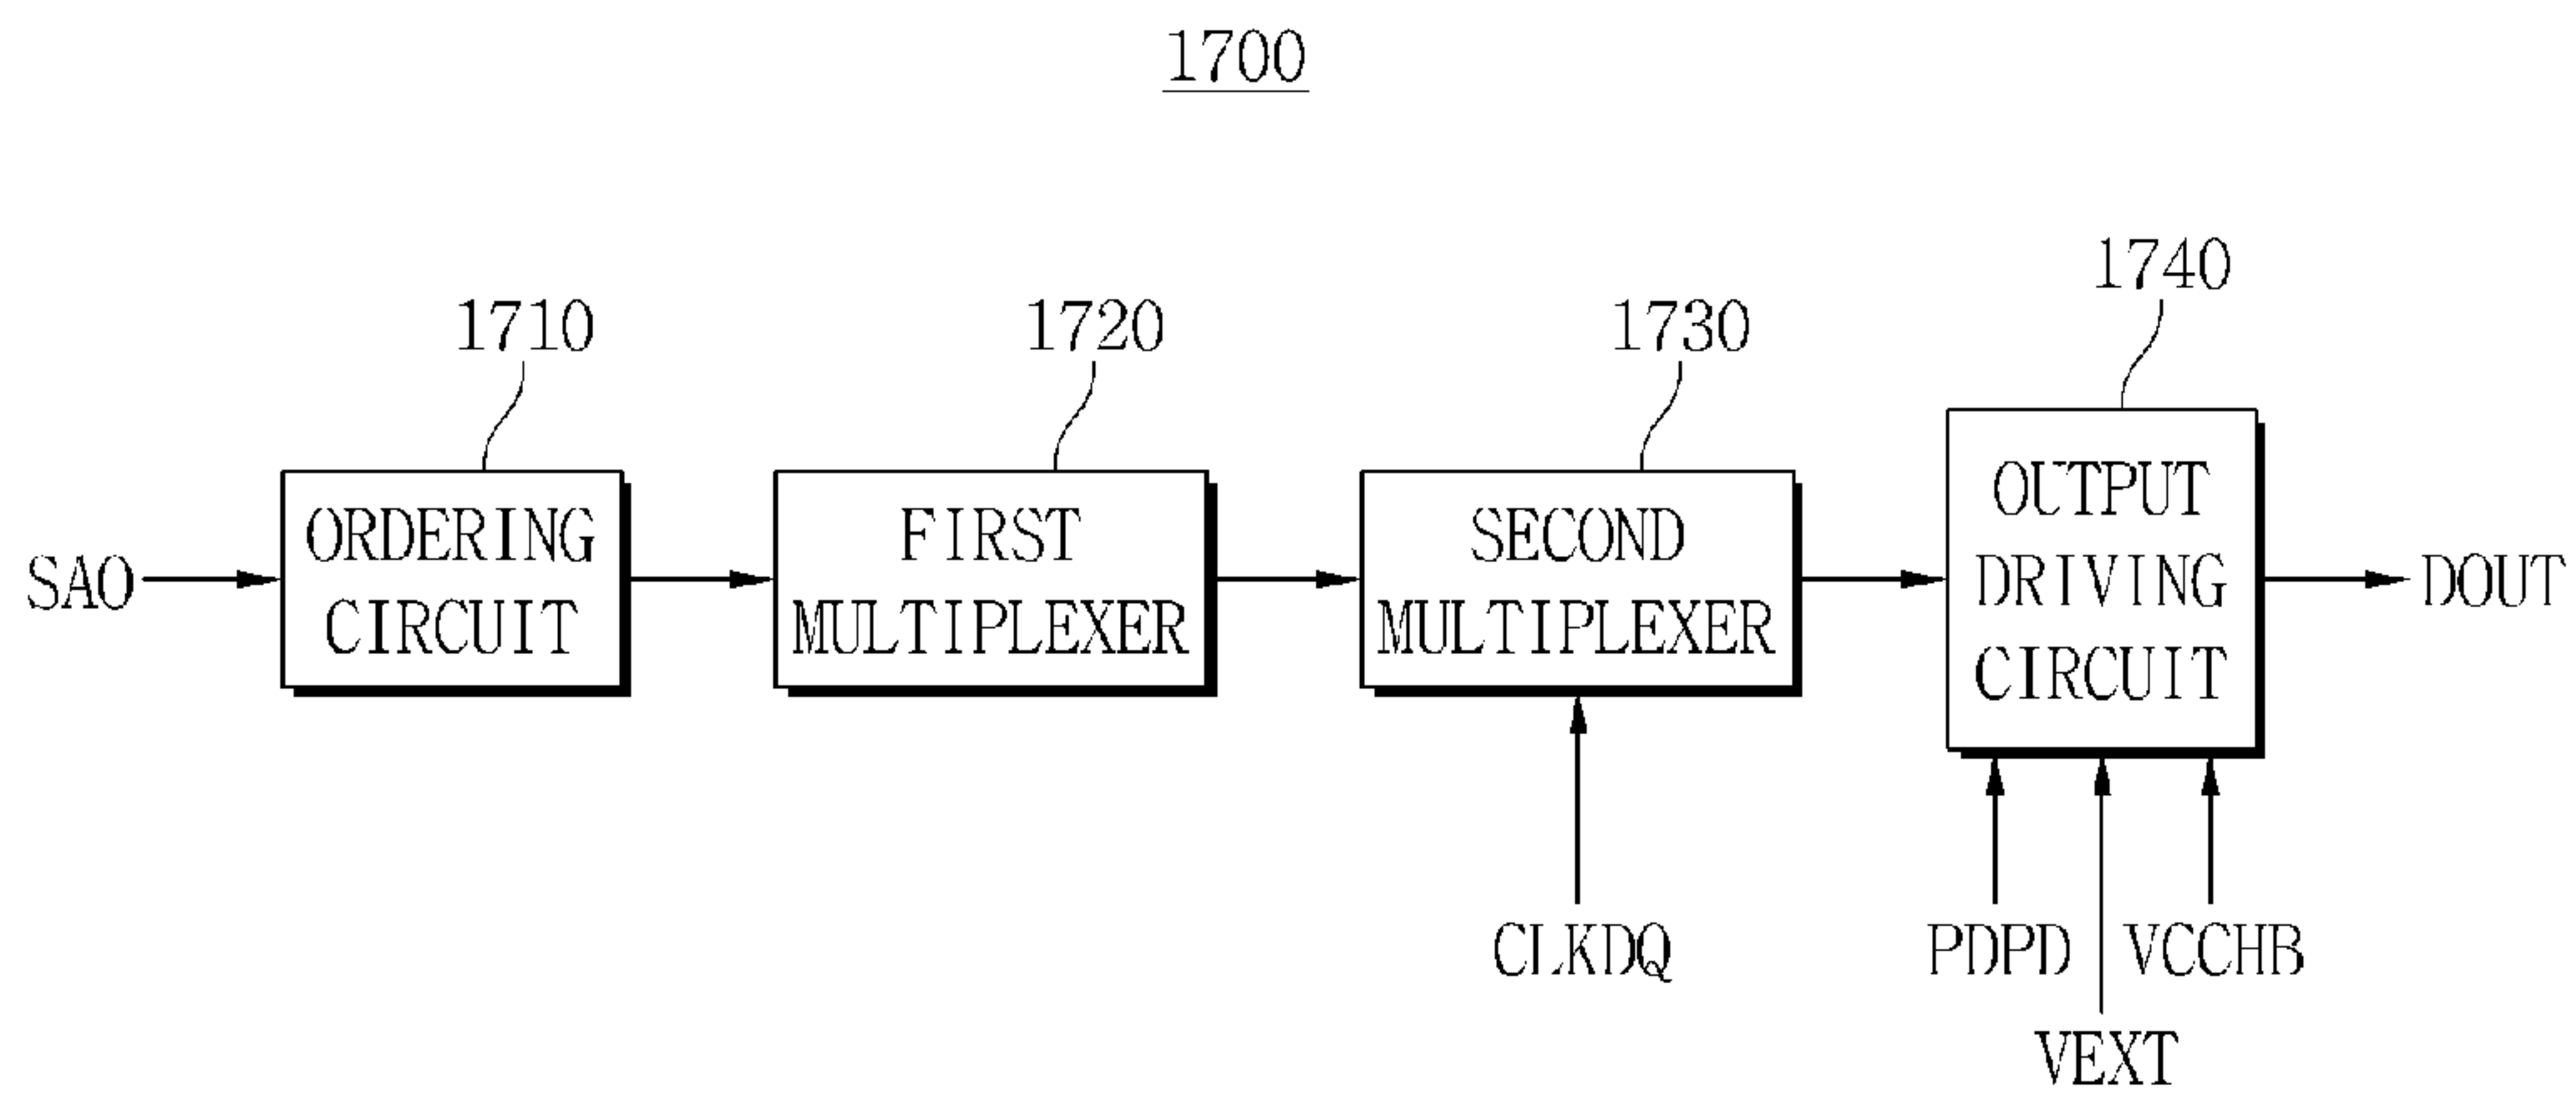 1700
1710
1720
1730
1740
SAO
ORDERING
CIRCUIT
FIRST
MULTIPLEXER
SECOND
MULTIPLEXER
OUTPUT
DRIVING
CIRCUIT
DOUT
CLKDQ
PDPD
VCCHB
VEXT